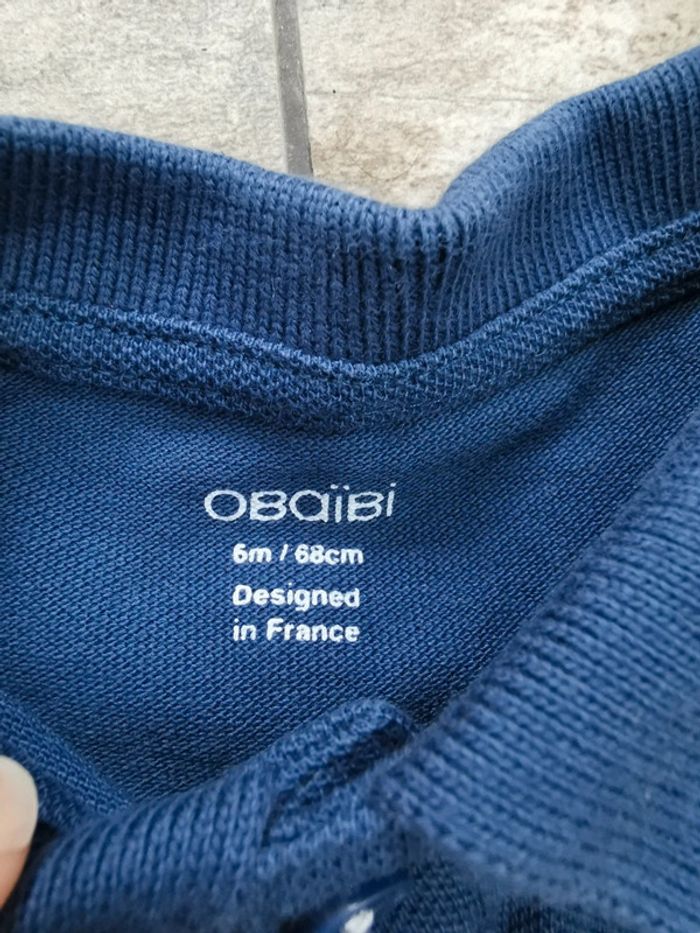 OBaïBi
6m / 68cm
Designed
in France